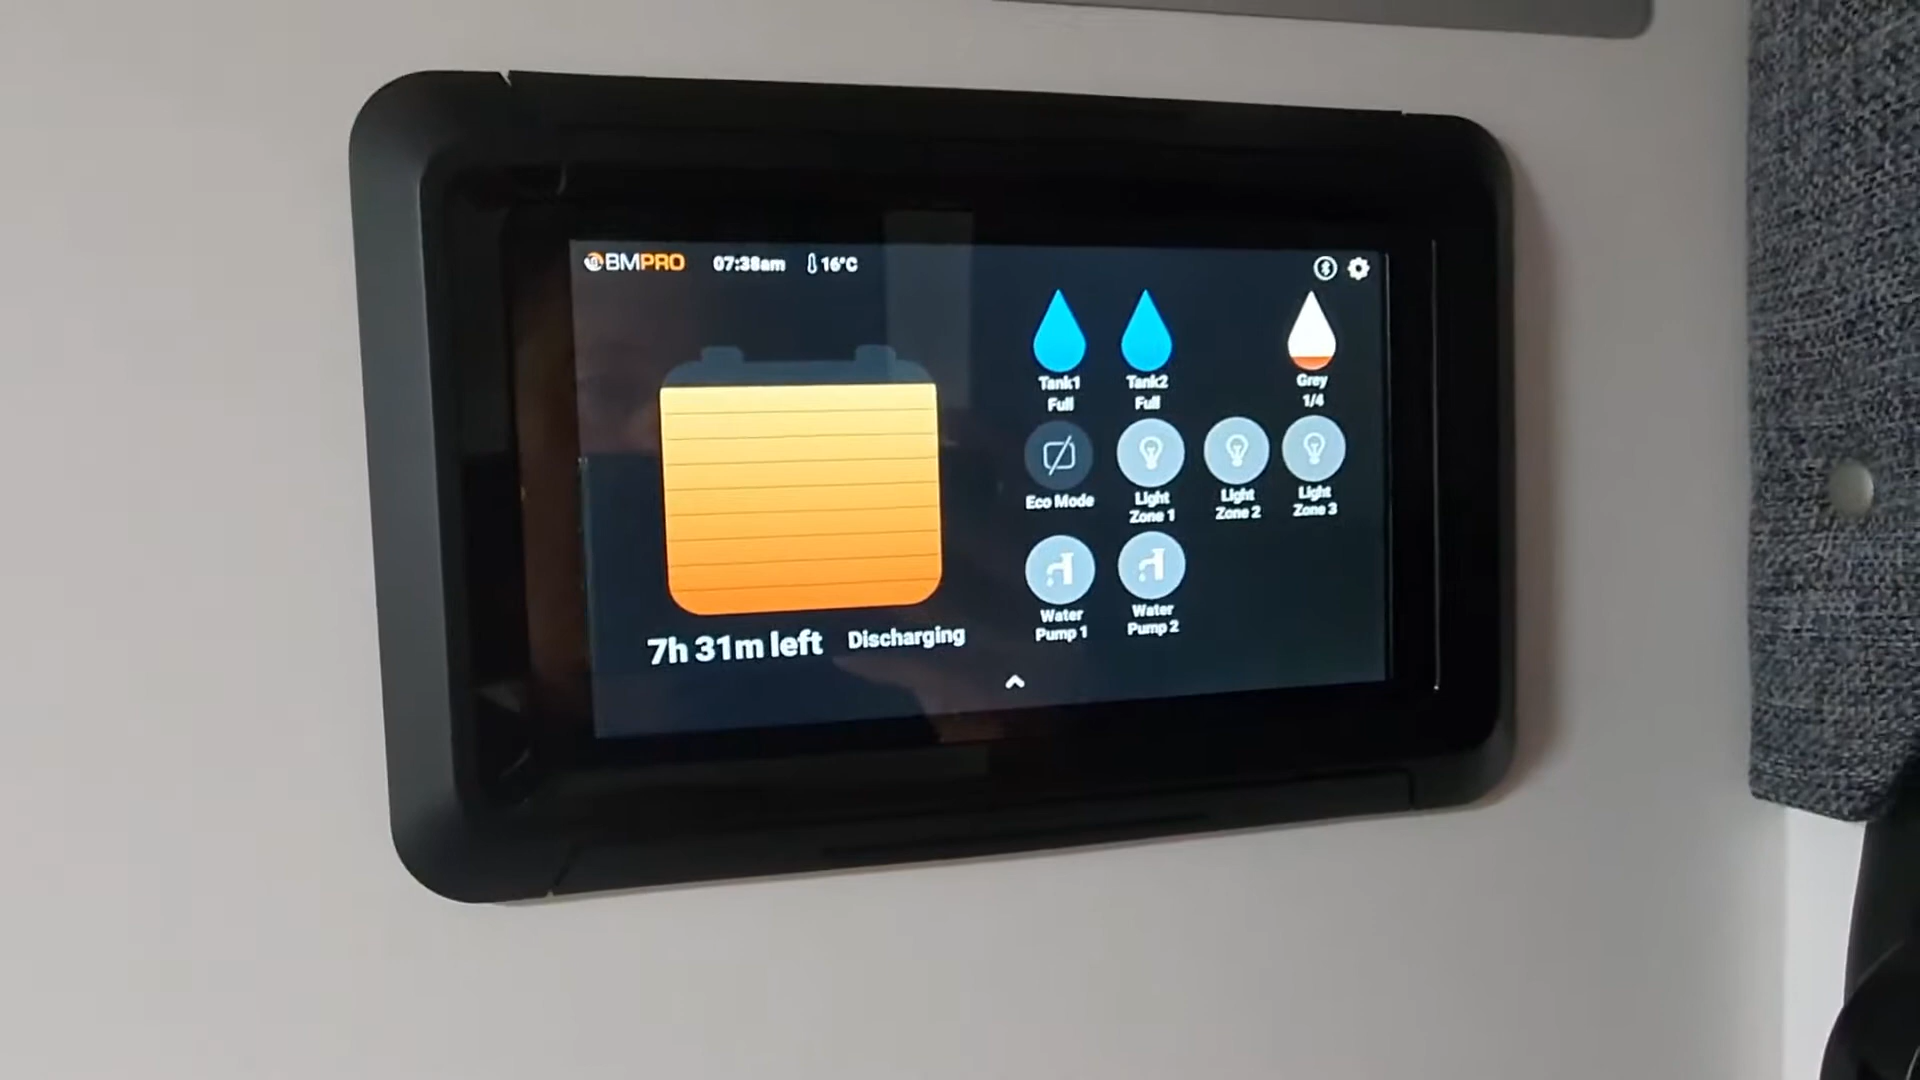 BMPRO 07:38am 16°C
Tank1
Full
Tank2
Full
Grey
1/4
Eco Mode
Light
Zone 1
Light
Zone 2
Light
Zone 3
Water
Pump 1
Water
Pump 2
7h 31m left Discharging